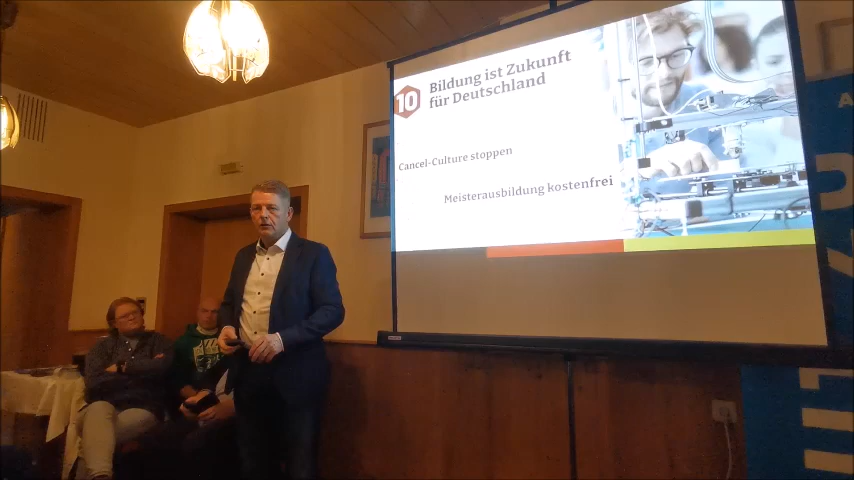 10
Bildung ist Zukunft
für Deutschland
Cancel-Culture stoppen
Meisterausbildung kostenfrei